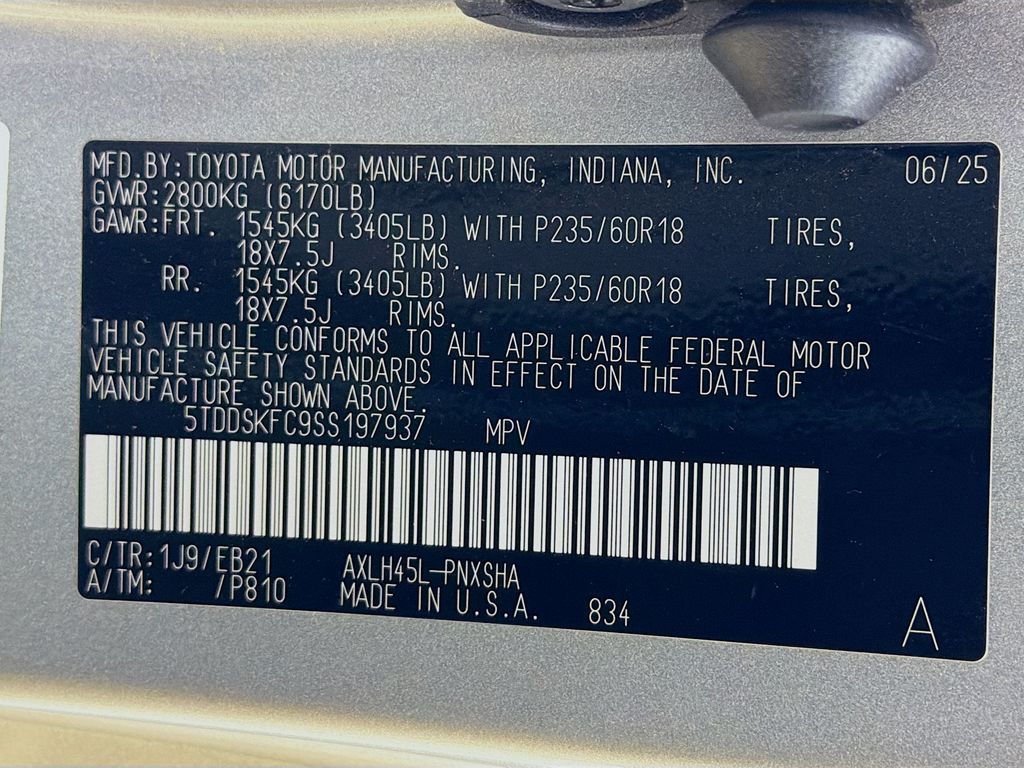 MFD.BY:TOYOTA MOTOR MANUFACTURING, INDIANA, INC. 06/25
GVWR:2800KG (6170LB)
GAWR:FRT. 1545KG (3405LB) WITH P235/60R18 TIRES,
18X7.5J RIMS.
RR. 1545KG (3405LB) WITH P235/60R18 TIRES,
18X7.5J RIMS.
THIS VEHICLE CONFORMS TO ALL APPLICABLE FEDERAL MOTOR
VEHICLE SAFETY STANDARDS IN EFFECT ON THE DATE OF
MANUFACTURE SHOWN ABOVE.
5TDDSKFC9SS197937 MPV
C/TR:1J9/EB21 AXLH45L-PNXSHA
A/TM: /P810 MADE IN U.S.A. 834 A